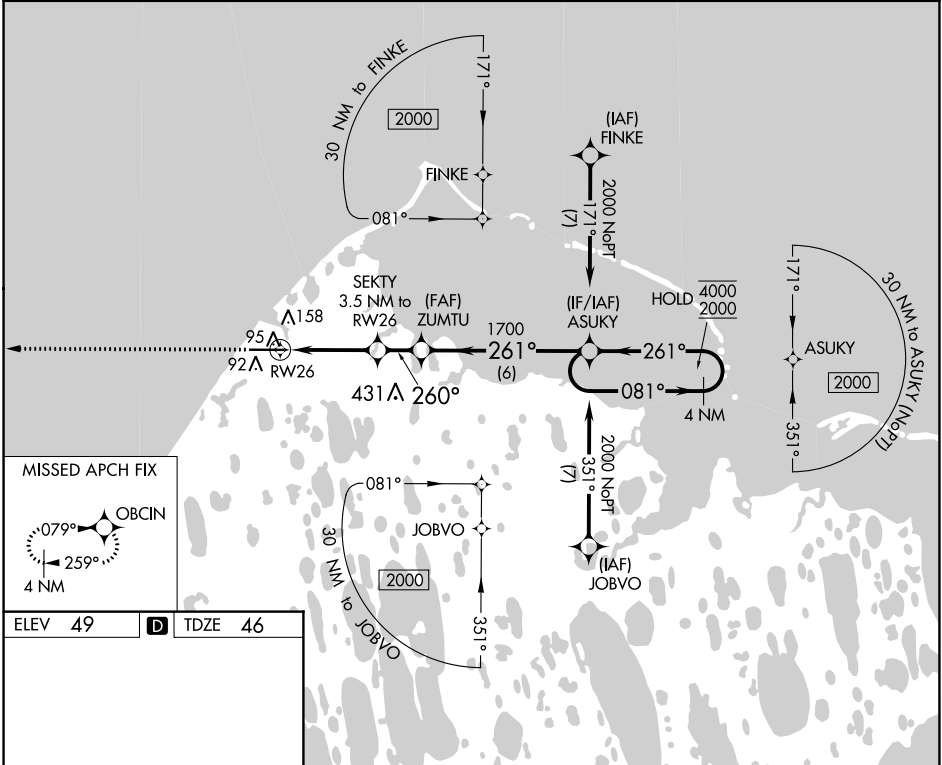 30 NM to FINKE
171°
2000
FINKE
081°
(IAF)
FINKE
2000 NoPT
171°
(7)
SEKTY
3.5 NM to
RW26
(FAF)
ZUMTU
1700
261°
(6)
(IF/IAF)
ASUKY
HOLD 4000
2000
261°
081°
4 NM
171°
30 NM to ASUKY (NoPT)
ASUKY
2000
351°
158
95
92
RW26
431
260°
2000 NoPT
351°
(7)
(IAF)
JOBVO
081°
JOBVO
30 NM to JOBVO
2000
351°
MISSED APCH FIX
OBCIN
079°
259°
4 NM
ELEV 49 D TDZE 46